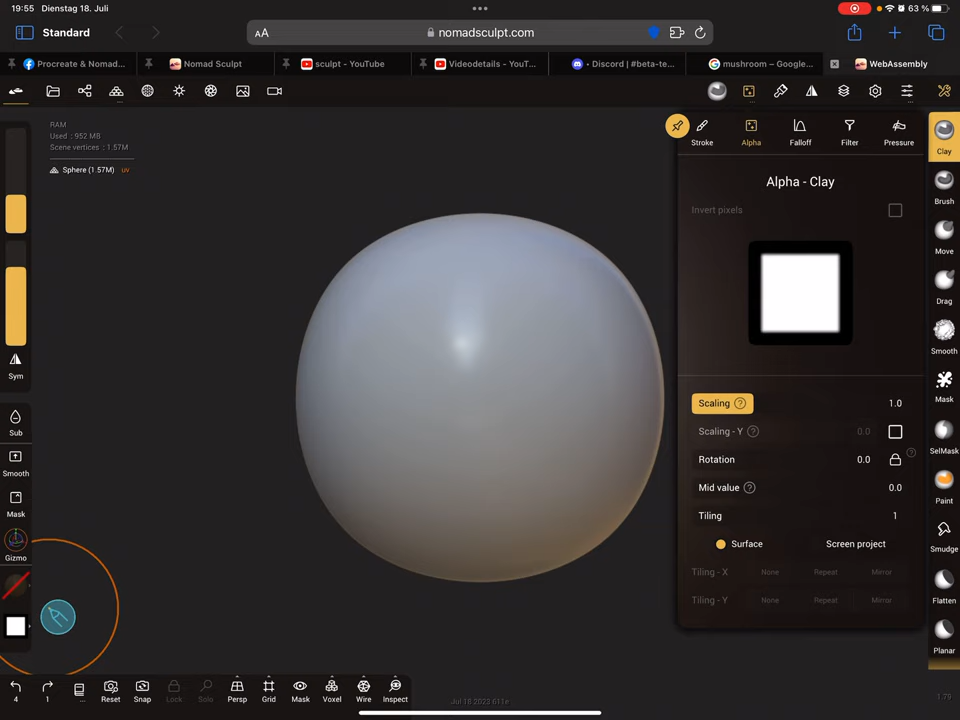 19:55 Dienstag 18. Juli
63 %
Standard
AA
nomadsculpt.com
Procreate & Nomad...
Nomad Sculpt
sculpt - YouTube
Videodetails - YouT...
• Discord | #beta-te...
mushroom – Google...
WebAssembly
RAM
Used : 952 MB
Scene vertices : 1.57M
Sphere (1.57M) uv
Stroke
Alpha
Falloff
Filter
Pressure
Alpha - Clay
Invert pixels
Scaling ? 1.0
Scaling - Y ? 0.0
Rotation 0.0 ?
Mid value ? 0.0
Tiling 1
Surface Screen project
Tiling - X None Repeat Mirror
Tiling - Y None Repeat Mirror
Clay
Brush
Move
Drag
Smooth
Mask
SelMask
Paint
Smudge
Flatten
Planar
Sym
Sub
Smooth
Mask
Gizmo
4
1
...
Reset
Snap
Lock
Solo
Persp
Grid
Mask
Voxel
Wire
Inspect
Jul 18 2023 611e
1.79